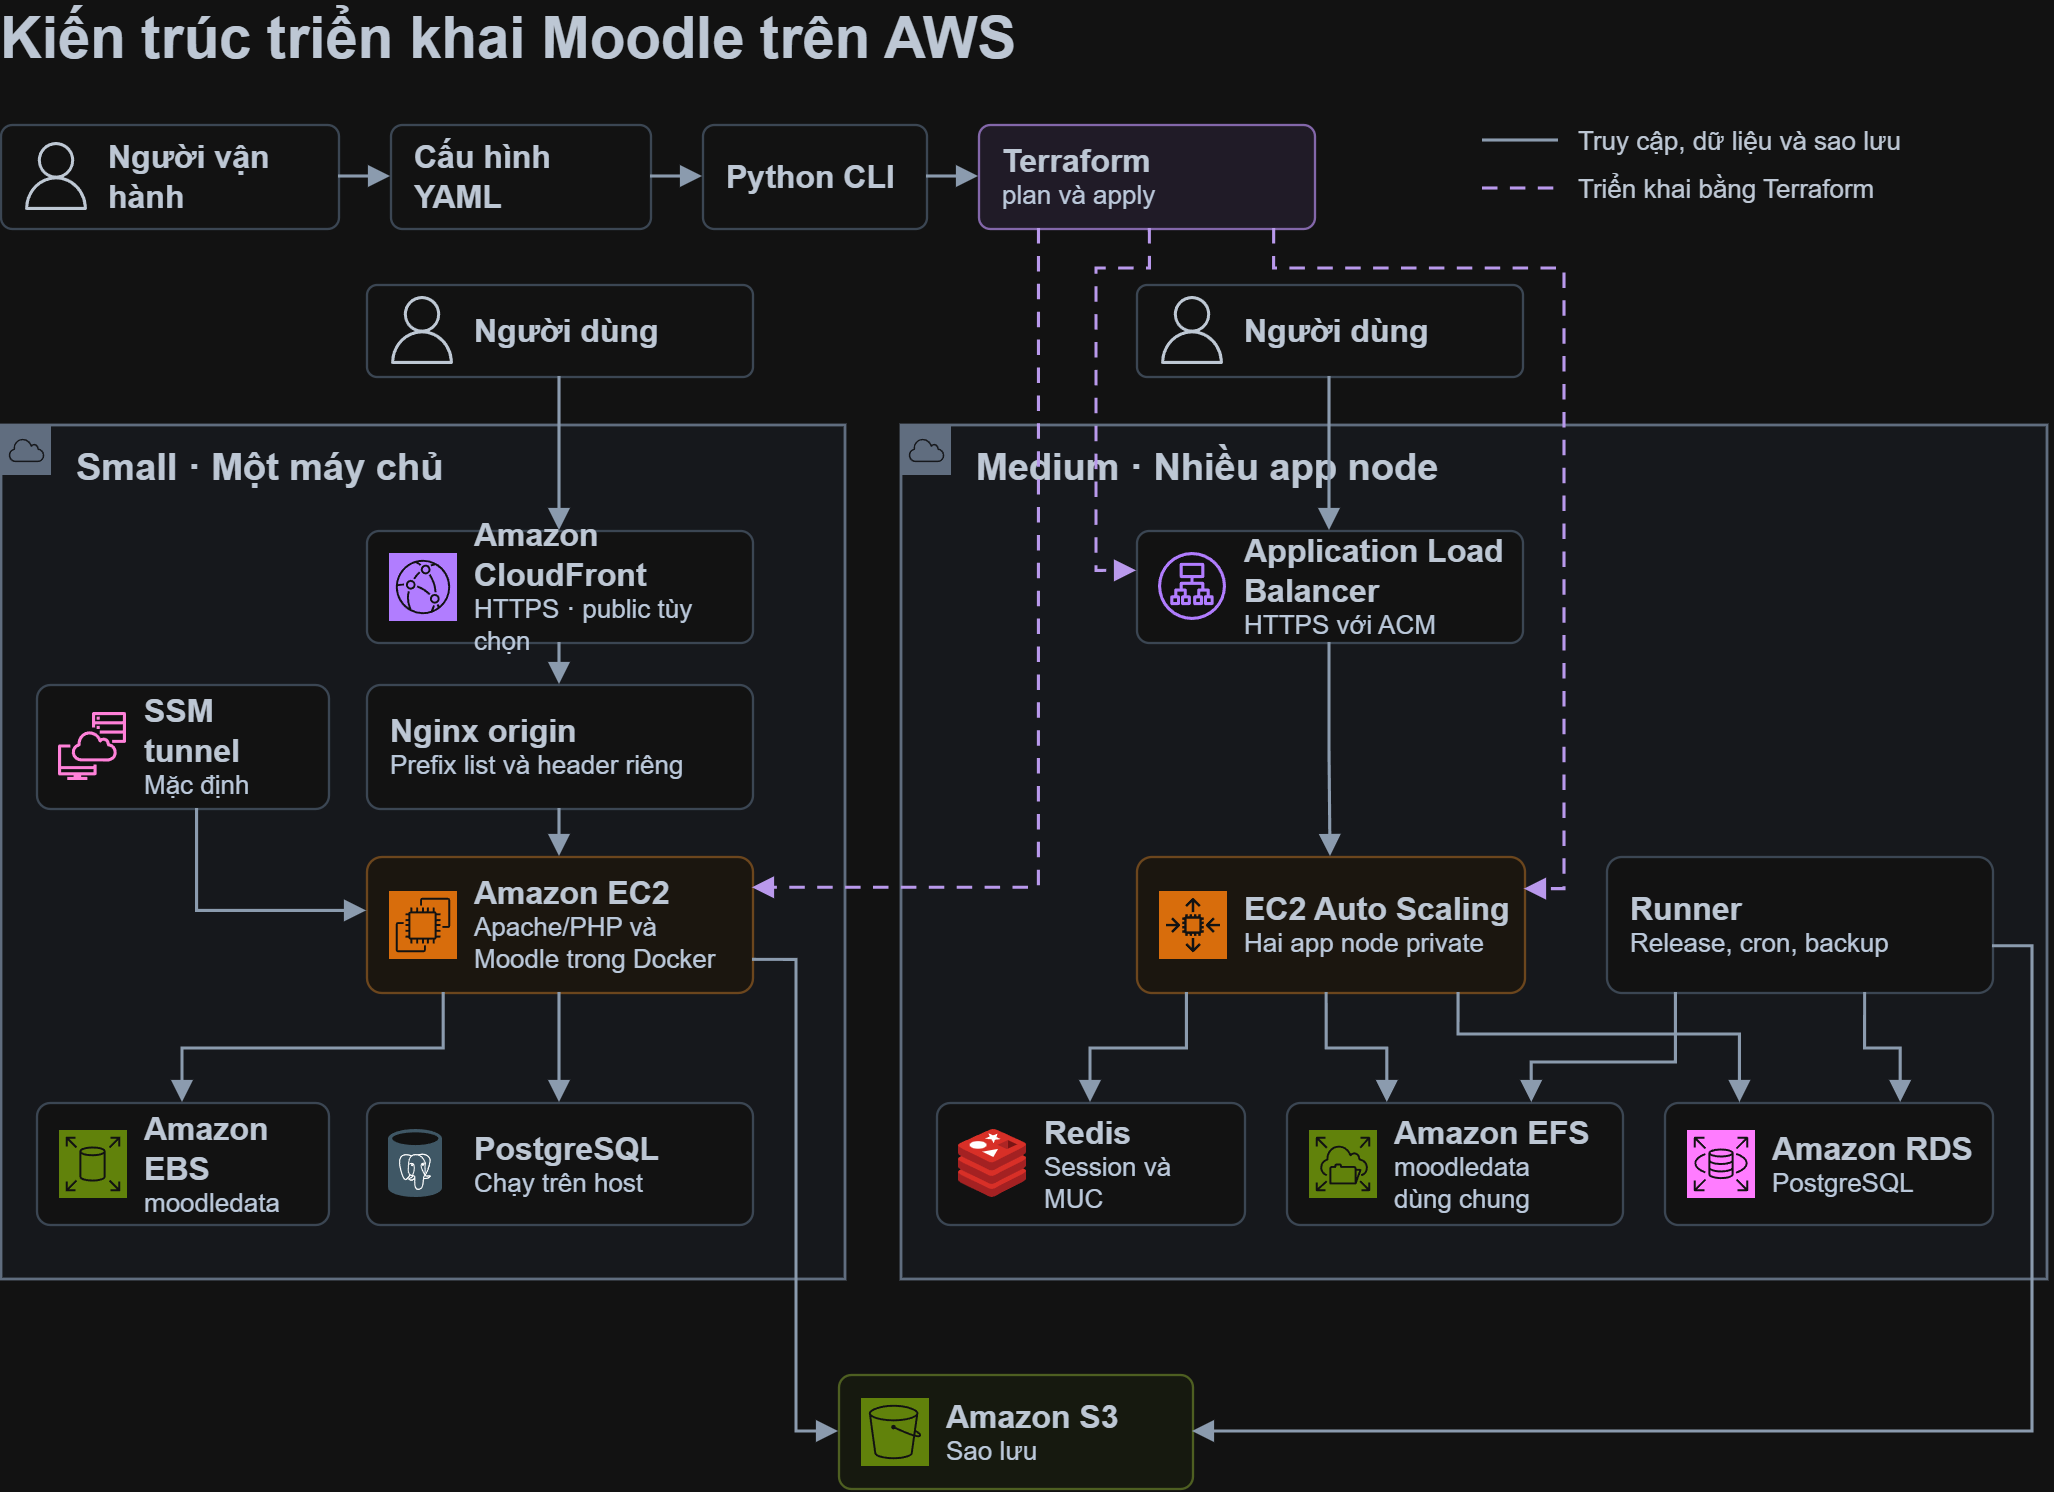 Kiến trúc triển khai Moodle trên AWS
Người vận
hành
Cấu hình
YAML
Python CLI
Terraform
plan và apply
Truy cập, dữ liệu và sao lưu
Triển khai bằng Terraform
Người dùng
Người dùng
Small · Một máy chủ
Medium · Nhiều app node
Amazon
CloudFront
HTTPS · public tùy
chọn
Application Load
Balancer
HTTPS với ACM
SSM
tunnel
Mặc định
Nginx origin
Prefix list và header riêng
Amazon EC2
Apache/PHP và
Moodle trong Docker
EC2 Auto Scaling
Hai app node private
Runner
Release, cron, backup
Amazon
EBS
moodledata
PostgreSQL
Chạy trên host
Redis
Session và
MUC
Amazon EFS
moodledata
dùng chung
Amazon RDS
PostgreSQL
Amazon S3
Sao lưu